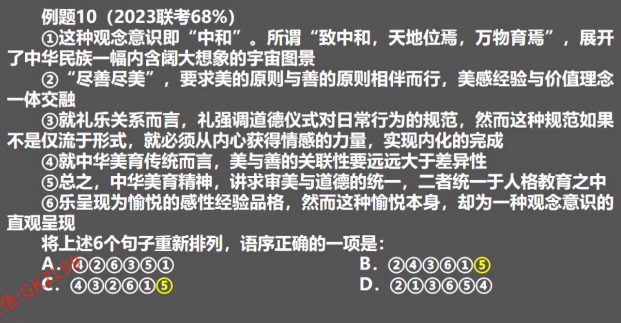 例题10（2023联考68%）
①这种观念意识即“中和”。所谓“致中和，天地位焉，万物育焉”，展开
了中华民族一幅内含阔大想象的宇宙图景
②“尽善尽美”，要求美的原则与善的原则相伴而行，美感经验与价值理念
一体交融
③就礼乐关系而言，礼强调道德仪式对日常行为的规范，然而这种规范如果
不是仅流于形式，就必须从内心获得情感的力量，实现内化的完成
④就中华美育传统而言，美与善的关联性要远远大于差异性
⑤总之，中华美育精神，讲求审美与道德的统一，二者统一于人格教育之中
⑥乐呈现为愉悦的感性经验品格，然而这种愉悦本身，却为一种观念意识的
直观呈现
将上述6个句子重新排列，语序正确的一项是：
A．④②⑥③⑤① B．②④③⑥①⑤
C．④③②⑥①⑤ D．②①③⑥⑤④